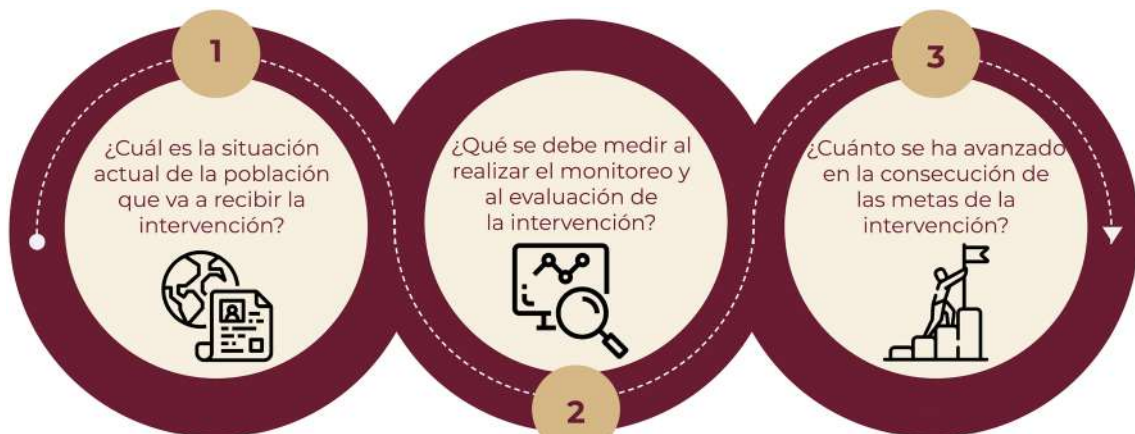 1
¿Cuál es la situación
actual de la población
que va a recibir la
intervención?
¿Qué se debe medir al
realizar el monitoreo y
al evaluación de
la intervención?
2
3
¿Cuánto se ha avanzado
en la consecución de
las metas de la
intervención?